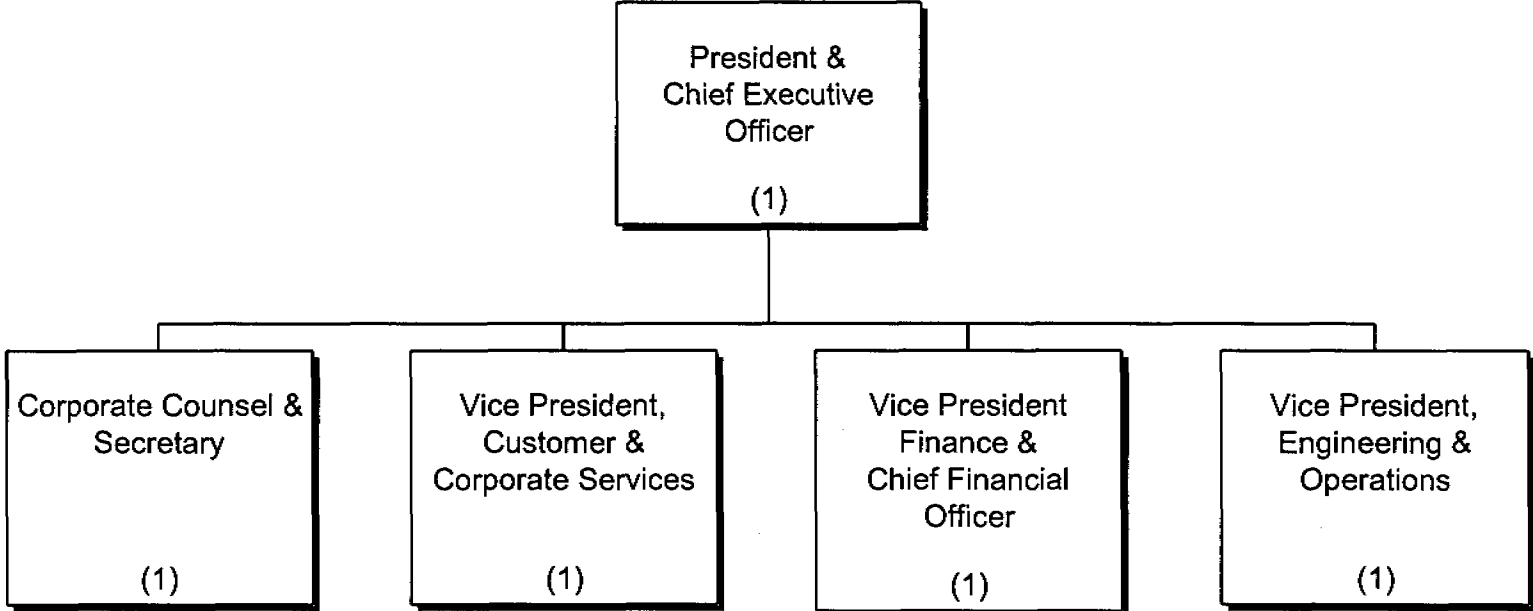 President &
Chief Executive
Officer
(1)
Corporate Counsel &
Secretary
(1)
Vice President,
Customer &
Corporate Services
(1)
Vice President
Finance &
Chief Financial
Officer
(1)
Vice President,
Engineering &
Operations
(1)